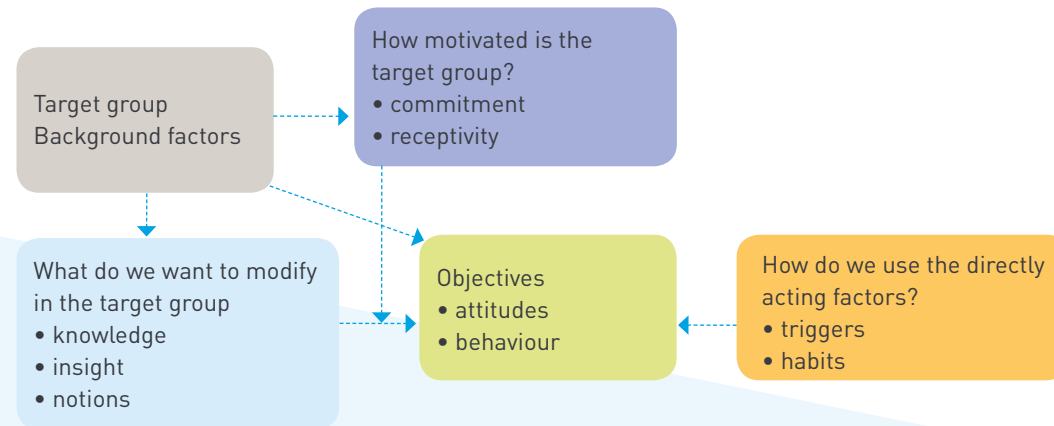 Target group
Background factors
How motivated is the
target group?
• commitment
• receptivity
What do we want to modify
in the target group
• knowledge
• insight
• notions
Objectives
• attitudes
• behaviour
How do we use the directly
acting factors?
• triggers
• habits